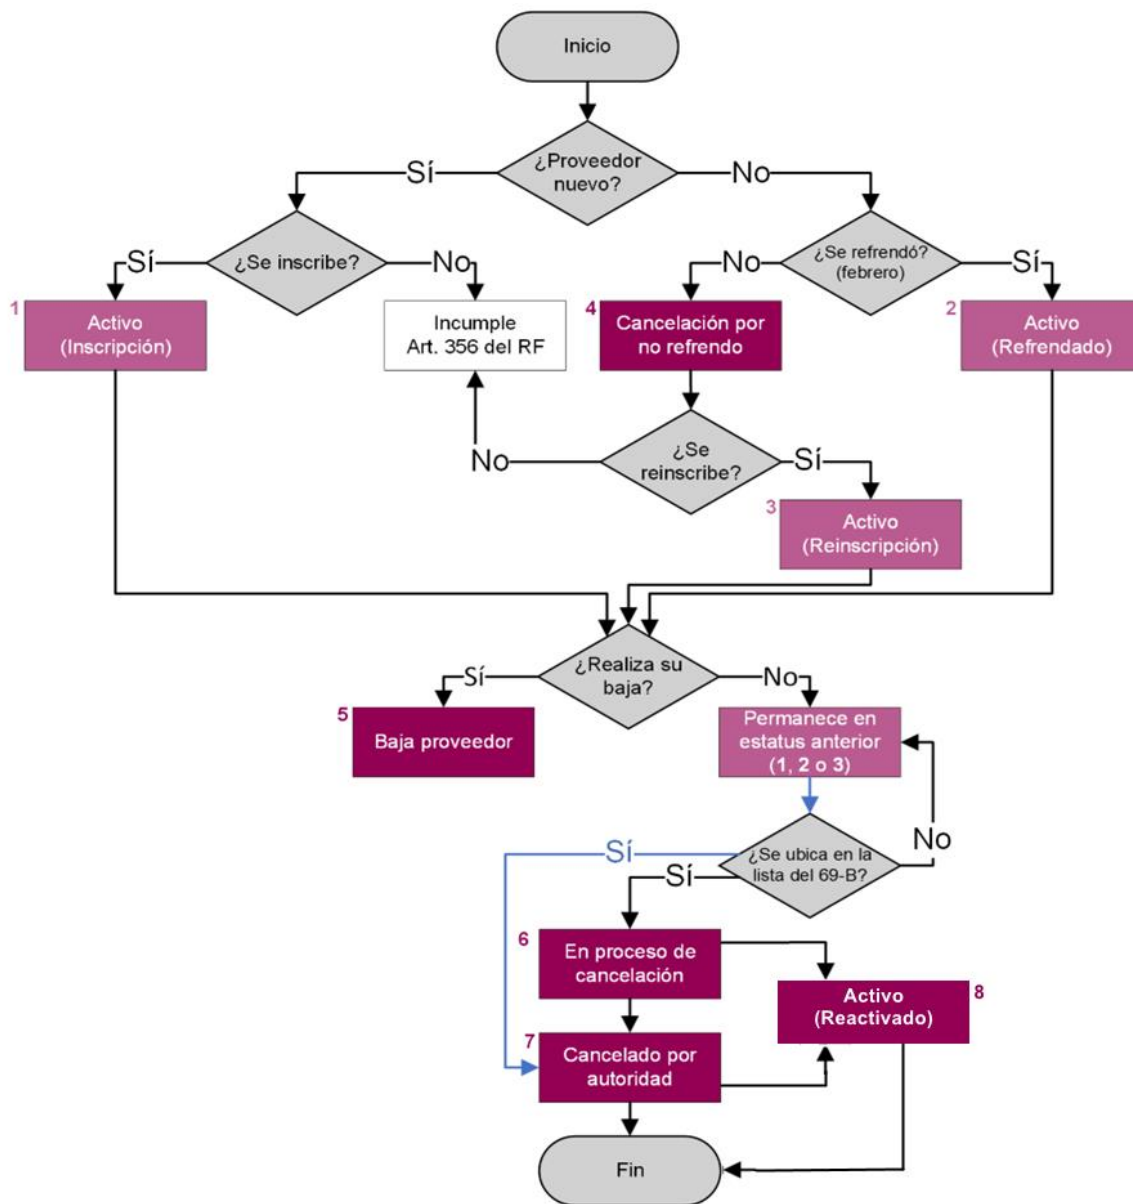 Inicio
¿Proveedor
nuevo?
Sí
No
¿Se inscribe?
Sí
No
¿Se refrendó?
(febrero)
No
Sí
1
Activo
(Inscripción)
Incumple
Art. 356 del RF
4
Cancelación por
no refrendo
2
Activo
(Refrendado)
¿Se
reinscribe?
No
Sí
3
Activo
(Reinscripción)
¿Realiza su
baja?
Sí
No
5
Baja proveedor
Permanece en
estatus anterior
(1, 2 o 3)
¿Se ubica en la
lista del 69-B?
No
Sí
Sí
6
En proceso de
cancelación
8
Activo
(Reactivado)
7
Cancelado por
autoridad
Fin